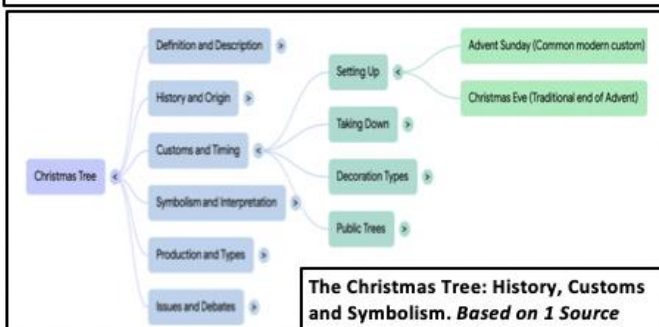 Christmas Tree
Definition and Description
History and Origin
Customs and Timing
Symbolism and Interpretation
Production and Types
Issues and Debates
Setting Up
Taking Down
Decoration Types
Public Trees
Advent Sunday (Common modern custom)
Christmas Eve (Traditional end of Advent)
The Christmas Tree: History, Customs
and Symbolism. Based on 1 Source